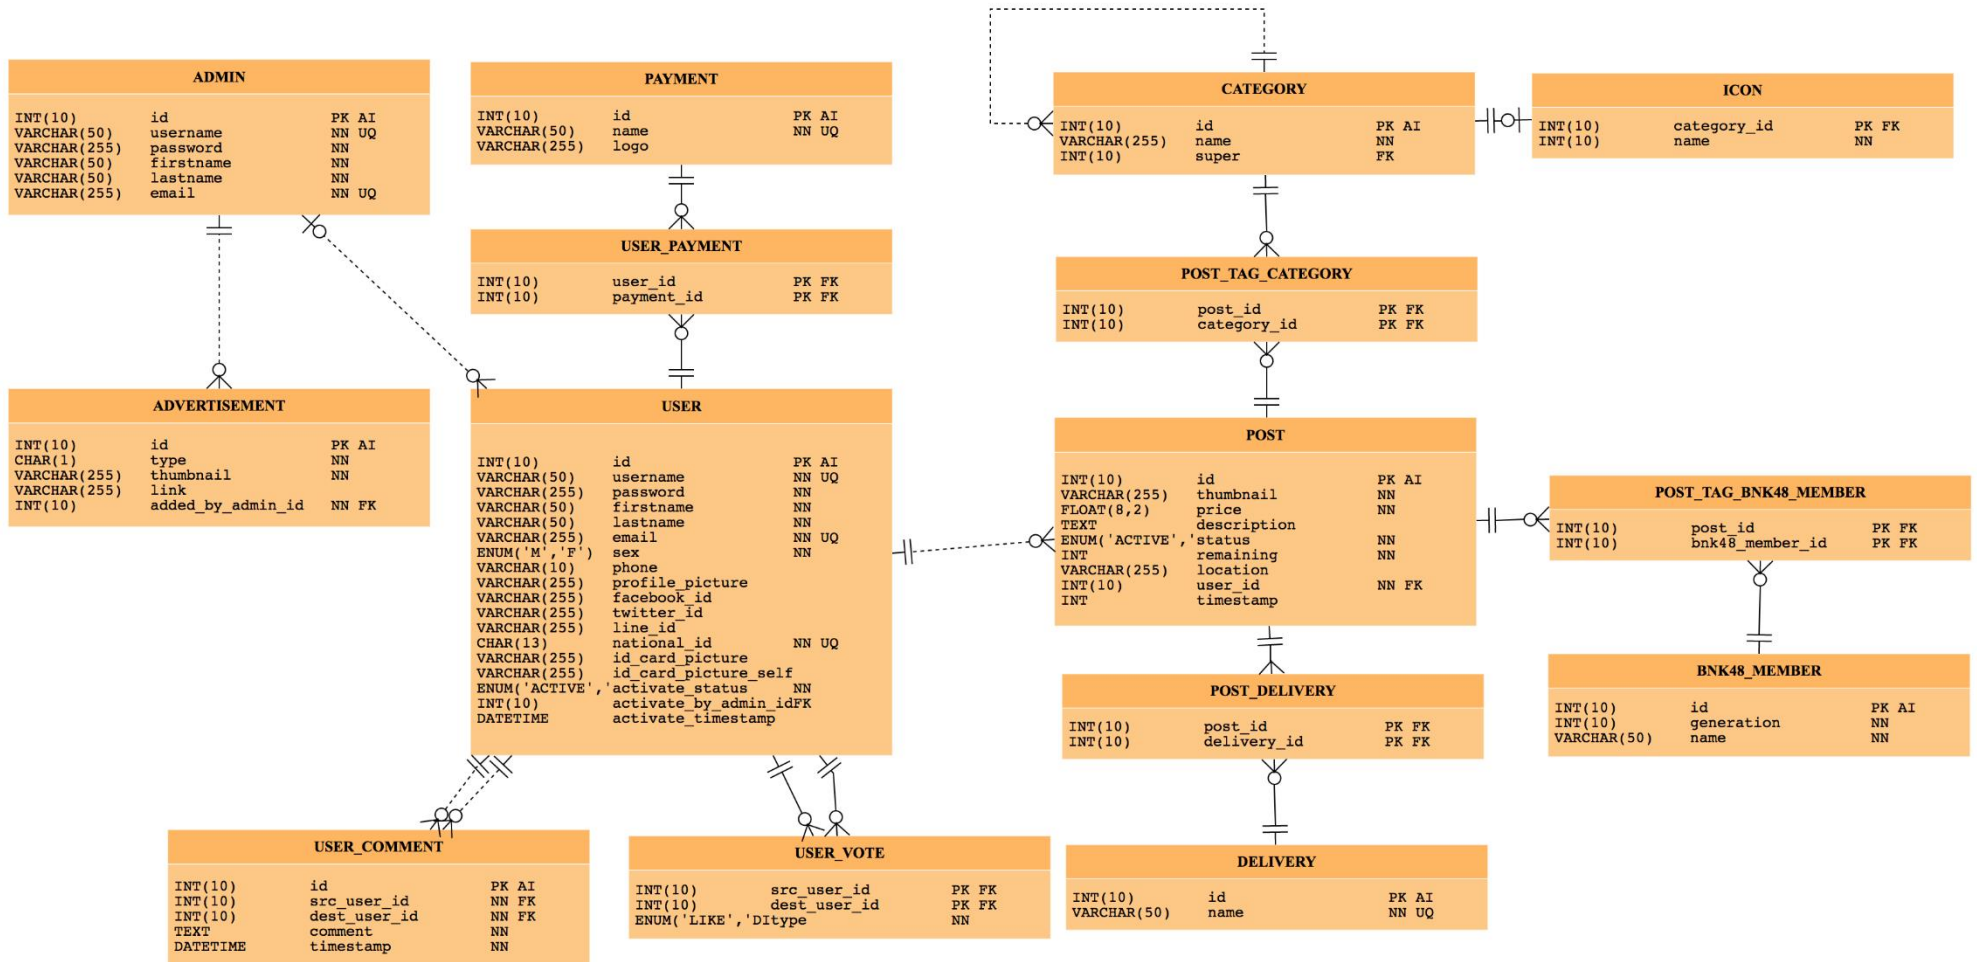 ADMIN
INT(10) id PK AI
VARCHAR(50) username NN UQ
VARCHAR(255) password NN
VARCHAR(50) firstname NN
VARCHAR(50) lastname NN
VARCHAR(255) email NN UQ
PAYMENT
INT(10) id PK AI
VARCHAR(50) name NN UQ
VARCHAR(255) logo
CATEGORY
INT(10) id PK AI
VARCHAR(255) name NN
INT(10) super FK
ICON
INT(10) category_id PK FK
INT(10) name NN
USER_PAYMENT
INT(10) user_id PK FK
INT(10) payment_id PK FK
POST_TAG_CATEGORY
INT(10) post_id PK FK
INT(10) category_id PK FK
ADVERTISEMENT
INT(10) id PK AI
CHAR(1) type NN
VARCHAR(255) thumbnail NN
VARCHAR(255) link
INT(10) added_by_admin_id NN FK
USER
INT(10) id PK AI
VARCHAR(50) username NN UQ
VARCHAR(255) password NN
VARCHAR(50) firstname NN
VARCHAR(50) lastname NN
VARCHAR(255) email NN UQ
ENUM('M','F') sex NN
VARCHAR(10) phone
VARCHAR(255) profile_picture
VARCHAR(255) facebook_id
VARCHAR(255) twitter_id
VARCHAR(255) line_id
CHAR(13) national_id NN UQ
VARCHAR(255) id_card_picture
VARCHAR(255) id_card_picture_self
ENUM('ACTIVE','activate_status NN
INT(10) activate_by_admin_idFK
DATETIME activate_timestamp
POST
INT(10) id PK AI
VARCHAR(255) thumbnail NN
FLOAT(8,2) price NN
TEXT description
ENUM('ACTIVE','status NN
INT remaining NN
VARCHAR(255) location
INT(10) user_id NN FK
INT timestamp
POST_TAG_BNK48_MEMBER
INT(10) post_id PK FK
INT(10) bnk48_member_id PK FK
BNK48_MEMBER
INT(10) id PK AI
INT(10) generation NN
VARCHAR(50) name NN
POST_DELIVERY
INT(10) post_id PK FK
INT(10) delivery_id PK FK
USER_COMMENT
INT(10) id PK AI
INT(10) src_user_id NN FK
INT(10) dest_user_id NN FK
TEXT comment NN
DATETIME timestamp NN
USER_VOTE
INT(10) src_user_id PK FK
INT(10) dest_user_id PK FK
ENUM('LIKE','DItype NN
DELIVERY
INT(10) id PK AI
VARCHAR(50) name NN UQ